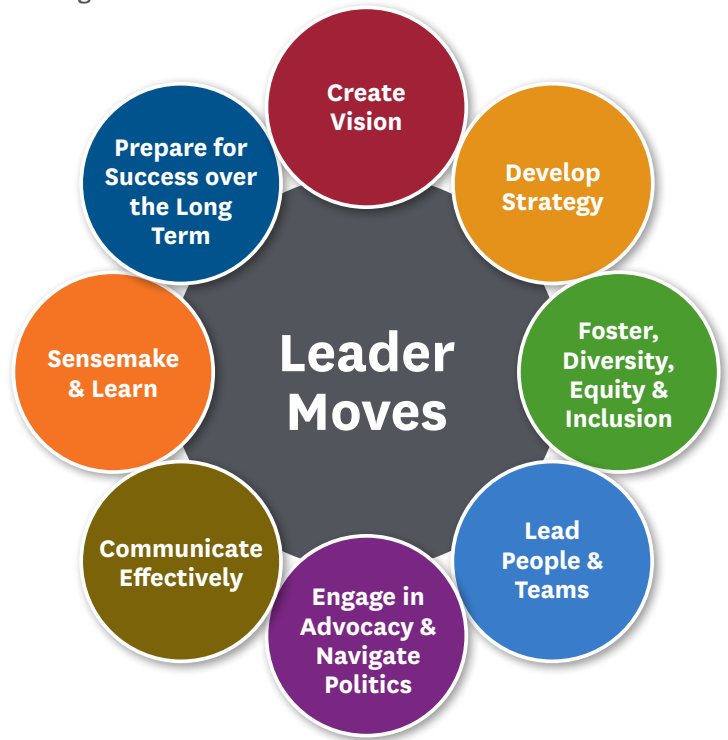 Create
Vision
Develop
Strategy
Foster,
Diversity,
Equity &
Inclusion
Lead
People &
Teams
Engage in
Advocacy &
Navigate
Politics
Communicate
Effectively
Sensemake
& Learn
Prepare for
Success over
the Long
Term
Leader
Moves